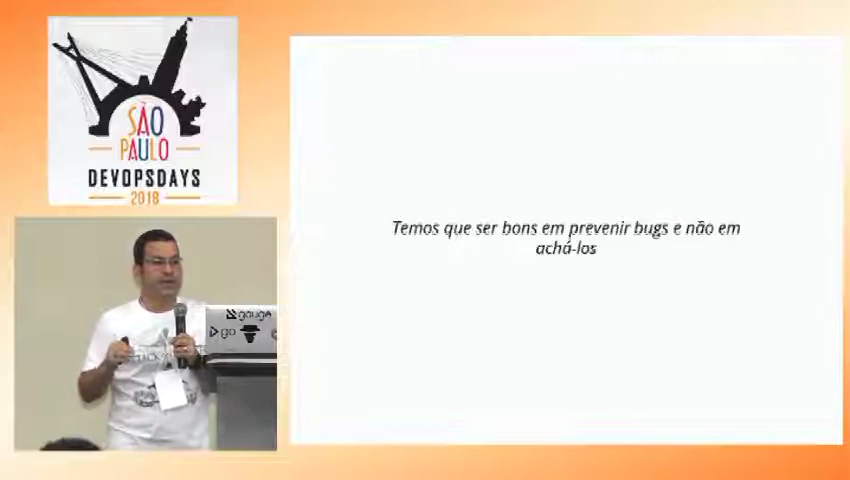 SÃO
PAULO
DEVOPSDAYS
2018
Temos que ser bons em prevenir bugs e não em
achá-los
gauge
go